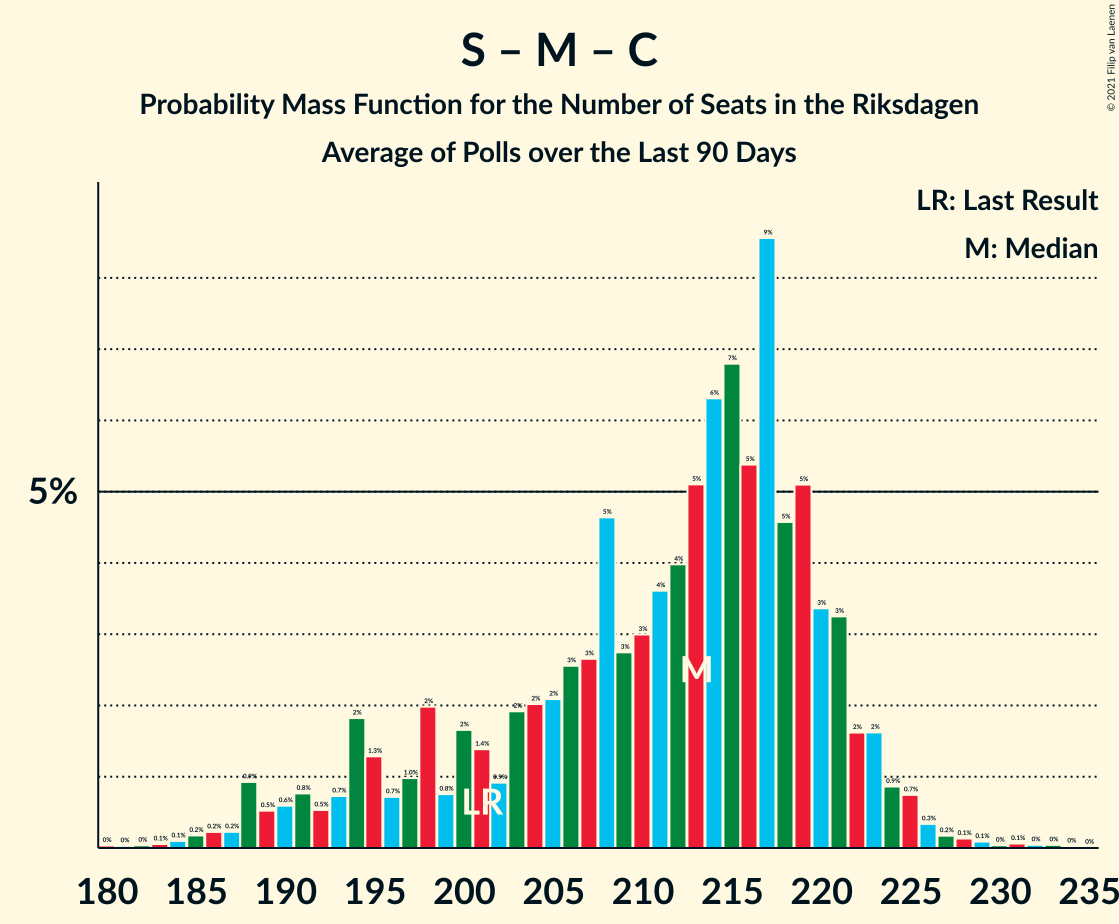 S – M – C
Probability Mass Function for the Number of Seats in the Riksdagen
Average of Polls over the Last 90 Days
© 2021 Filip van Laenen
LR: Last Result
M: Median
5%
0% 0% 0% 0.1% 0.1% 0.2% 0.2% 0.2% 0.9% 0.5% 0.6% 0.8% 0.5% 0.7% 2% 1.3% 0.7% 1.0% 2% 0.8% 2% 1.4% 0.9% 2% 2% 2% 3% 3% 5% 3% 3% 4% 4% 5% 6% 7% 5% 9% 5% 5% 3% 3% 2% 2% 0.9% 0.7% 0.3% 0.2% 0.1% 0.1% 0% 0.1% 0% 0% 0% 0%
M
LR
180 185 190 195 200 205 210 215 220 225 230 235